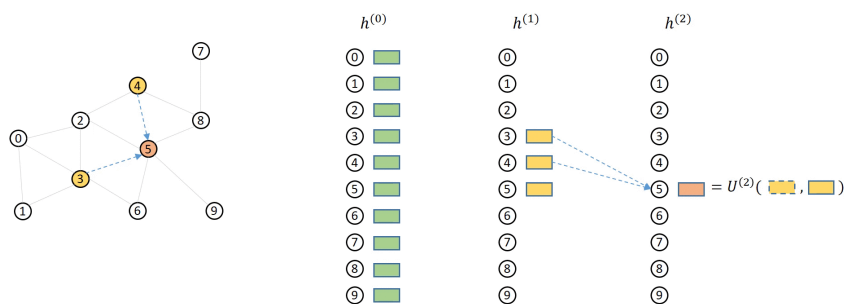 h^{(0)} h^{(1)} h^{(2)}
7
4
2 8
0
5
3
1 6 9
0 0 0
1 1 1
2 2 2
3 3 3
4 4 4
5 5 5 = U^{(2)}( , )
6 6 6
7 7 7
8 8 8
9 9 9